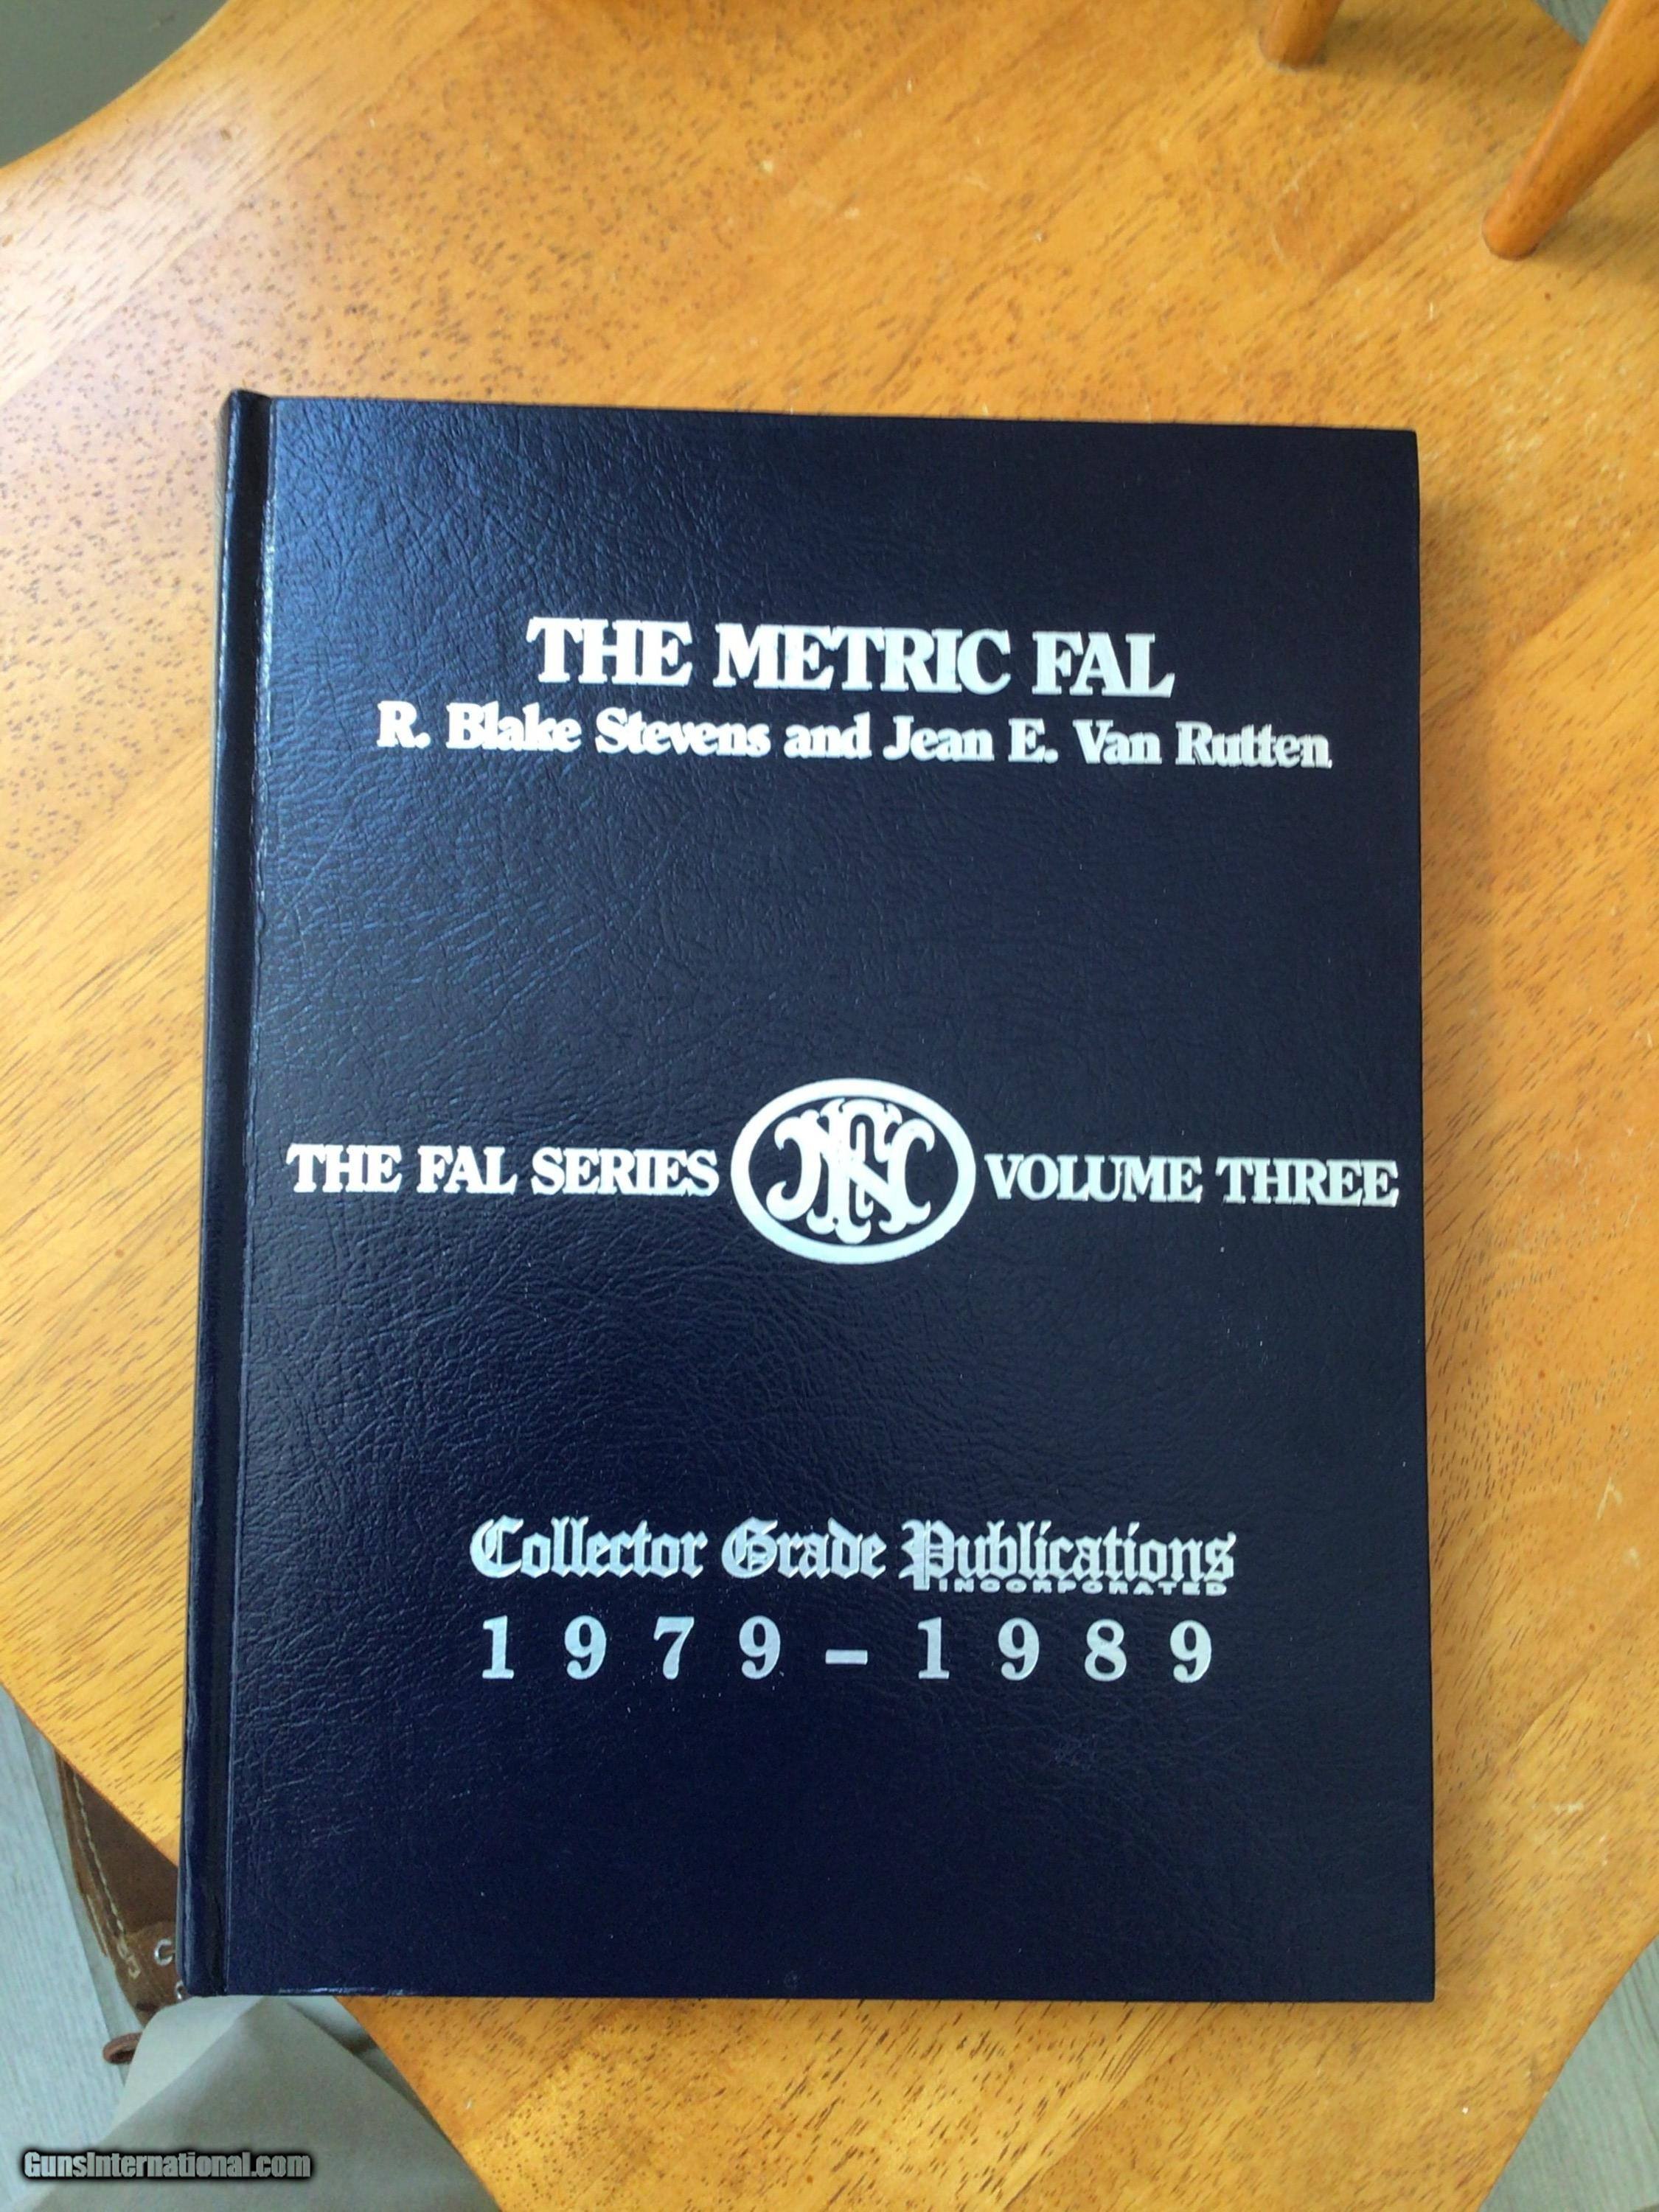 THE METRIC FAL
R. Blake Stevens and Jean E. Van Rutten
THE FAL SERIES FN VOLUME THREE
Collector Grade Publications
INCORPORATED
1979-1989
GunsInternational.com